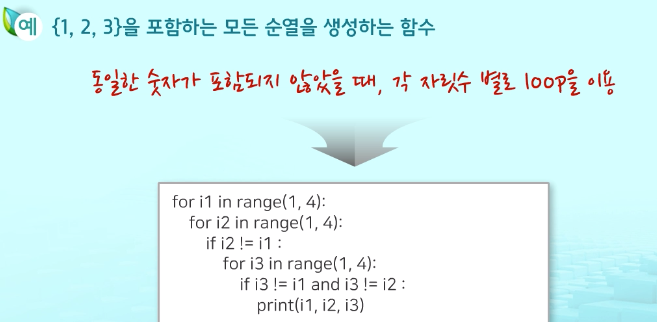 예 {1, 2, 3}을 포함하는 모든 순열을 생성하는 함수
동일한 숫자가 포함되지 않았을 때, 각 자릿수 별로 loop을 이용
for i1 in range(1, 4):
for i2 in range(1, 4):
if i2 != i1 :
for i3 in range(1, 4):
if i3 != i1 and i3 != i2 :
print(i1, i2, i3)